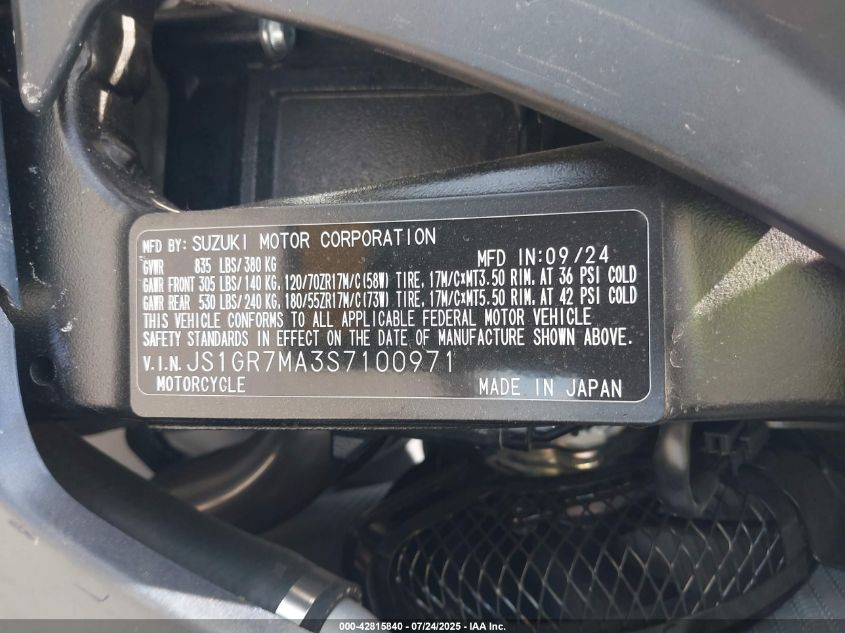 MFD BY: SUZUKI MOTOR CORPORATION
MFD IN: 09/24
GVWR 835 LBS/380 KG
GAWR FRONT 305 LBS/140 KG, 120/70ZR17M/C(58W) TIRE, 17M/C×MT3.50 RIM. AT 36 PSI COLD
GAWR REAR 530 LBS/240 KG, 180/55ZR17M/C(73W) TIRE, 17M/C×MT5.50 RIM. AT 42 PSI COLD
THIS VEHICLE CONFORMS TO ALL APPLICABLE FEDERAL MOTOR VEHICLE
SAFETY STANDARDS IN EFFECT ON THE DATE OF MANUFACTURE SHOWN ABOVE.
V.I.N. JS1GR7MA3S7100971
MOTORCYCLE MADE IN JAPAN
000-42815840 - 07/24/2025 - IAA Inc.